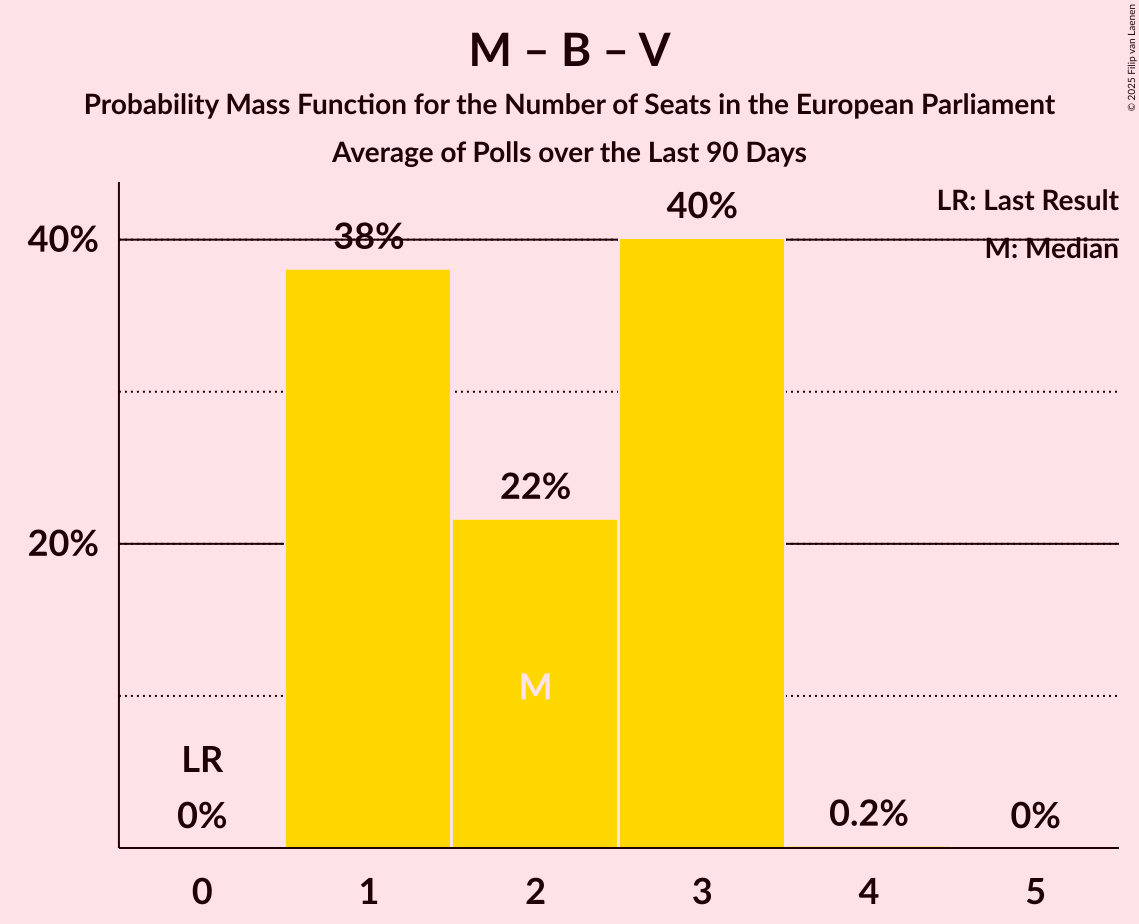 M – B – V
Probability Mass Function for the Number of Seats in the European Parliament
Average of Polls over the Last 90 Days
© 2025 Filip van Laenen
LR: Last Result
M: Median
40%
20%
38%
22%
40%
M
LR
0%
0.2%
0%
0 1 2 3 4 5